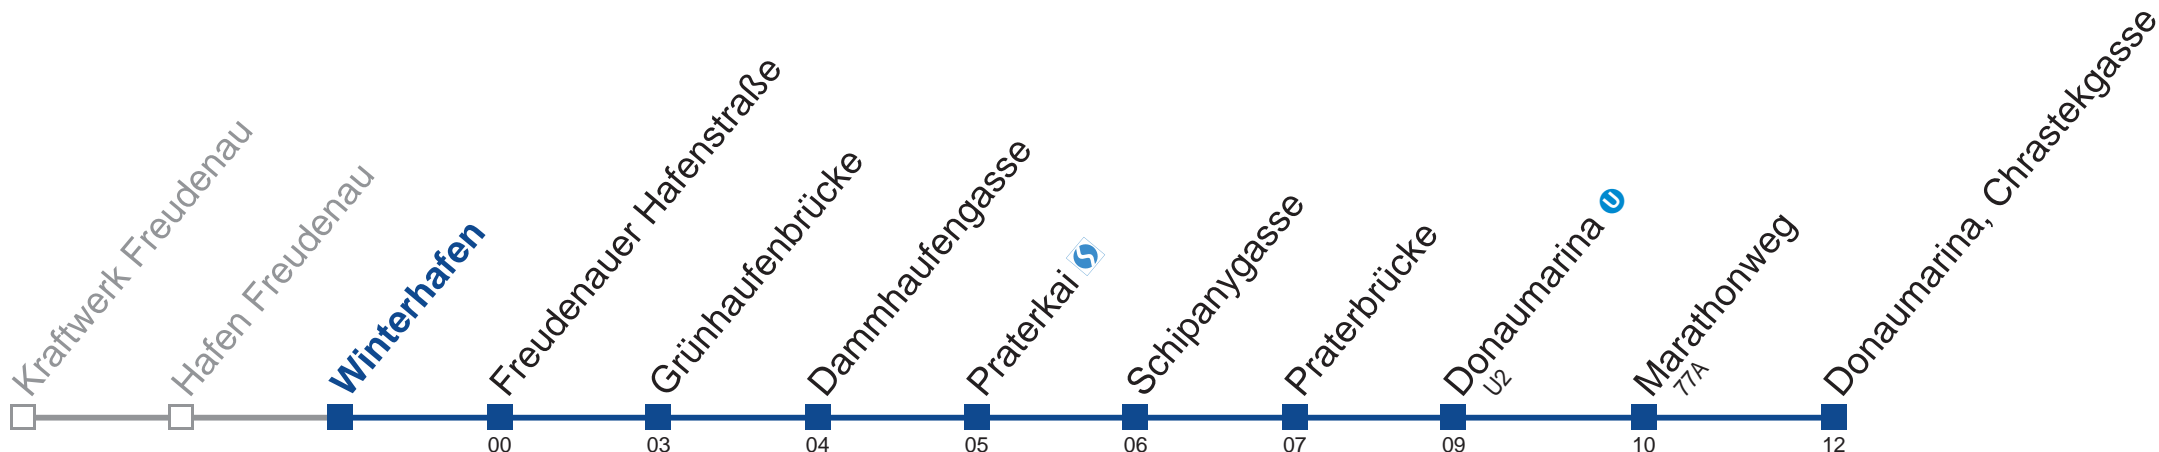 Kraftwerk Freudenau
Hafen Freudenau
Winterhafen
Freudenauer Hafenstraße
Grünhaufenbrücke
Dammhaufengasse
Praterkai
Schipanygasse
Praterbrücke
Donaumarina U
U2
Marathonweg
77A
Donaumarina, Chrastekgasse
00 03 04 05 06 07 09 10 12